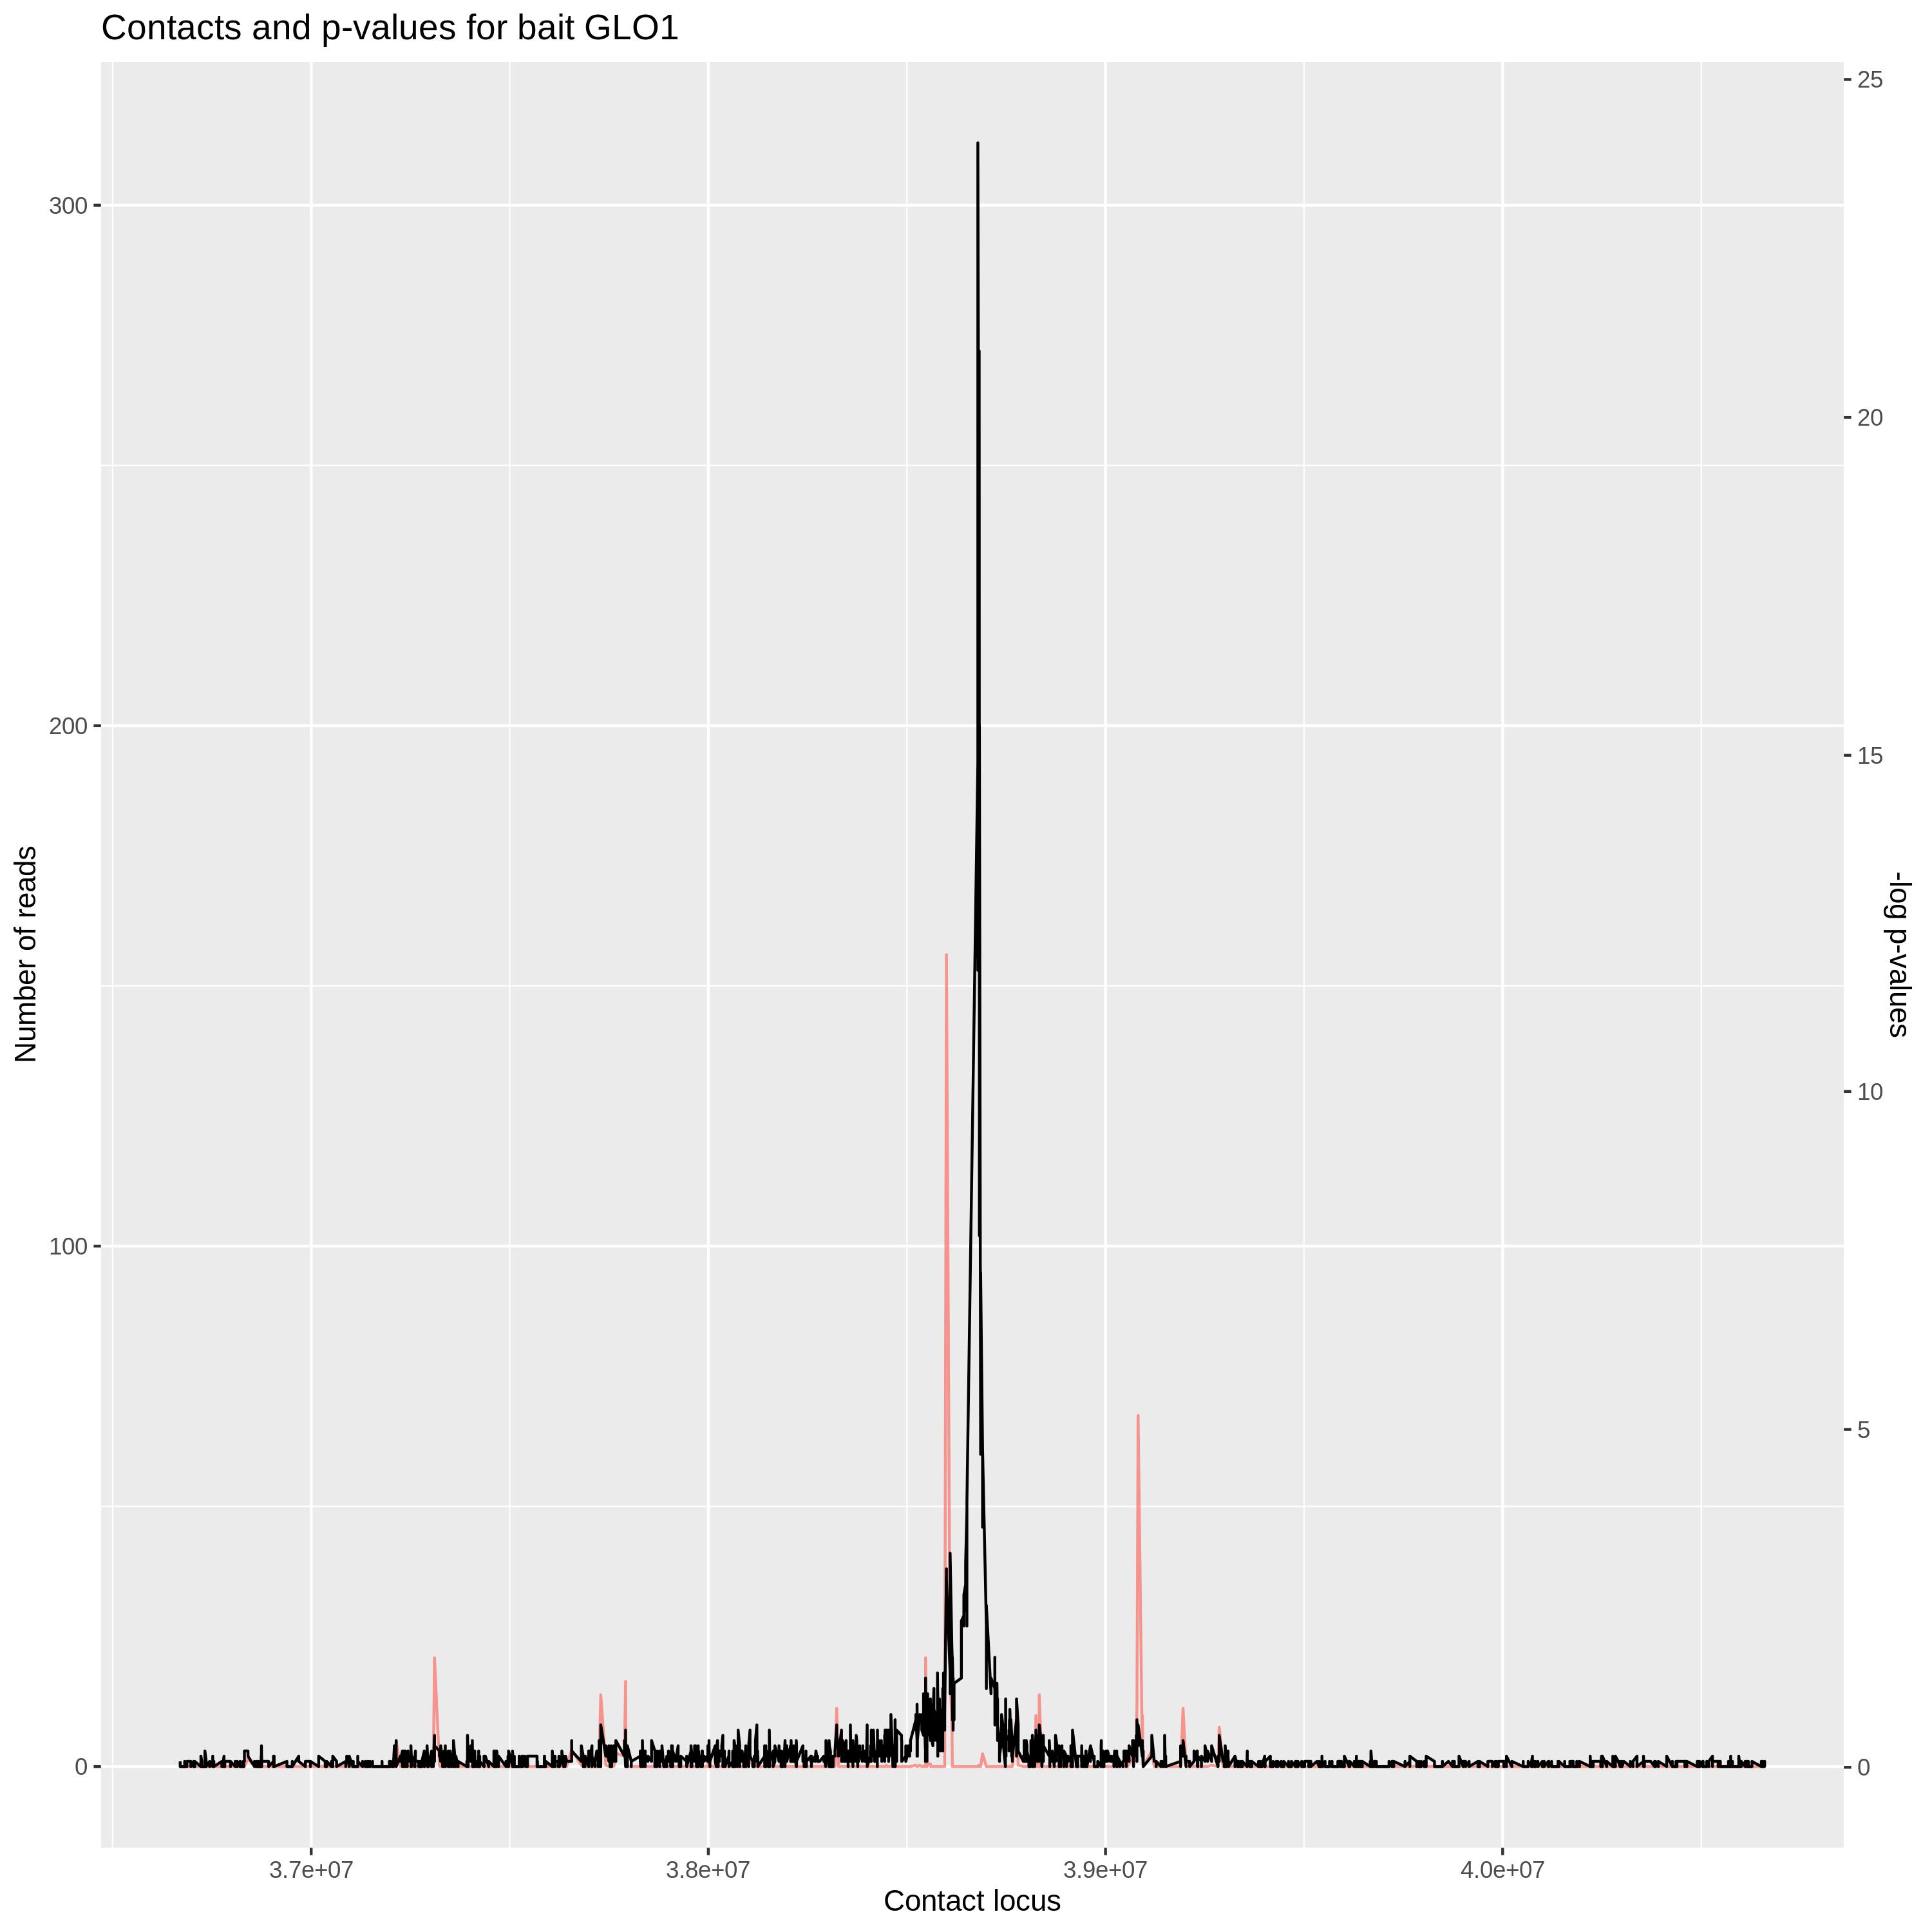 Contacts and p-values for bait GLO1
300
200
100
0
Number of reads
25
20
15
10
5
0
-log p-values
3.7e+07
3.8e+07
3.9e+07
4.0e+07
Contact locus